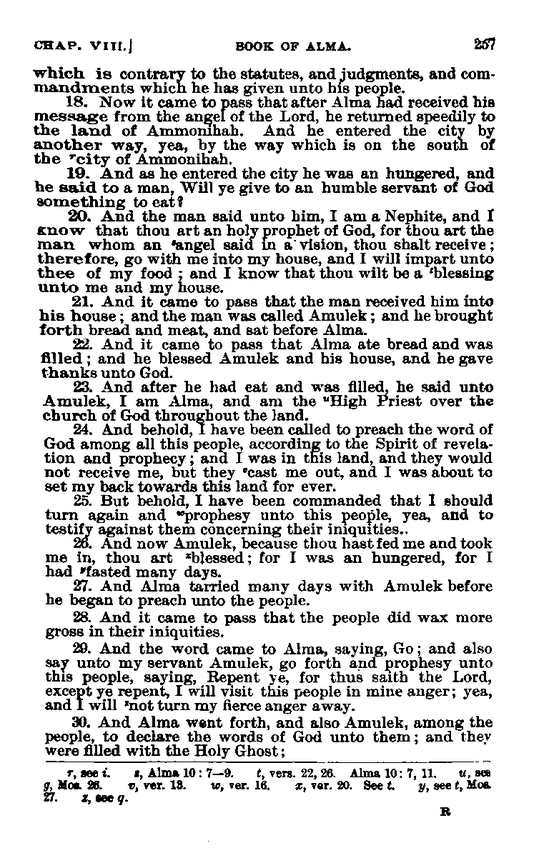 CHAP. VIII.] BOOK OF ALMA. 257
which is contrary to the statutes, and judgments, and com-
mandments which he has given unto his people.
18. Now it came to pass that after Alma had received his
message from the angel of the Lord, he returned speedily to
the land of Ammonihah. And he entered the city by
another way, yea, by the way which is on the south of
the ʳcity of Ammonihah.
19. And as he entered the city he was an hungered, and
he said to a man, Will ye give to an humble servant of God
something to eat?
20. And the man said unto him, I am a Nephite, and I
know that thou art an holy prophet of God, for thou art the
man whom an ˢangel said in a vision, thou shalt receive;
therefore, go with me into my house, and I will impart unto
thee of my food; and I know that thou wilt be a ᵗblessing
unto me and my house.
21. And it came to pass that the man received him into
his house; and the man was called Amulek; and he brought
forth bread and meat, and sat before Alma.
22. And it came to pass that Alma ate bread and was
filled; and he blessed Amulek and his house, and he gave
thanks unto God.
23. And after he had eat and was filled, he said unto
Amulek, I am Alma, and am the ᵘHigh Priest over the
church of God throughout the land.
24. And behold, I have been called to preach the word of
God among all this people, according to the Spirit of revela-
tion and prophecy; and I was in this land, and they would
not receive me, but they ᵛcast me out, and I was about to
set my back towards this land for ever.
25. But behold, I have been commanded that I should
turn again and ʷprophesy unto this people, yea, and to
testify against them concerning their iniquities..
26. And now Amulek, because thou hast fed me and took
me in, thou art ˣblessed; for I was an hungered, for I
had ʸfasted many days.
27. And Alma tarried many days with Amulek before
he began to preach unto the people.
28. And it came to pass that the people did wax more
gross in their iniquities.
29. And the word came to Alma, saying, Go; and also
say unto my servant Amulek, go forth and prophesy unto
this people, saying, Repent ye, for thus saith the Lord,
except ye repent, I will visit this people in mine anger; yea,
and I will ᶻnot turn my fierce anger away.
30. And Alma went forth, and also Amulek, among the
people, to declare the words of God unto them; and they
were filled with the Holy Ghost;
r, see i. s, Alma 10: 7—9. t, vers. 22, 26. Alma 10: 7, 11. u, see
g, Mos. 26. v, ver. 13. w, ver. 16. x, ver. 20. See t. y, see t, Mos.
27. z, see q.
R